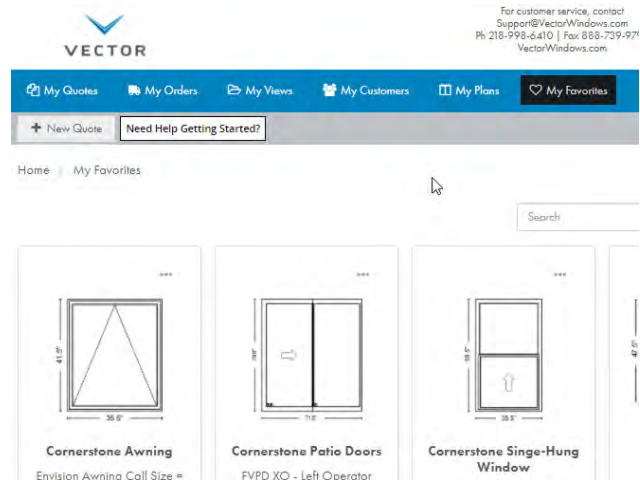 VECTOR
For customer service, contact
Support@VectorWindows.com
Ph 218-998-6410 | Fax 888-739-979
VectorWindows.com
My Quotes My Orders My Views My Customers My Plans My Favorites
+ New Quote Need Help Getting Started?
Home My Favorites
Search
41.5"
35.5"
71.5"
35.5"
47.5"
Cornerstone Awning Cornerstone Patio Doors Cornerstone Singe-Hung
Window
Envision Awning Call Size = FVPD XO - Left Operator